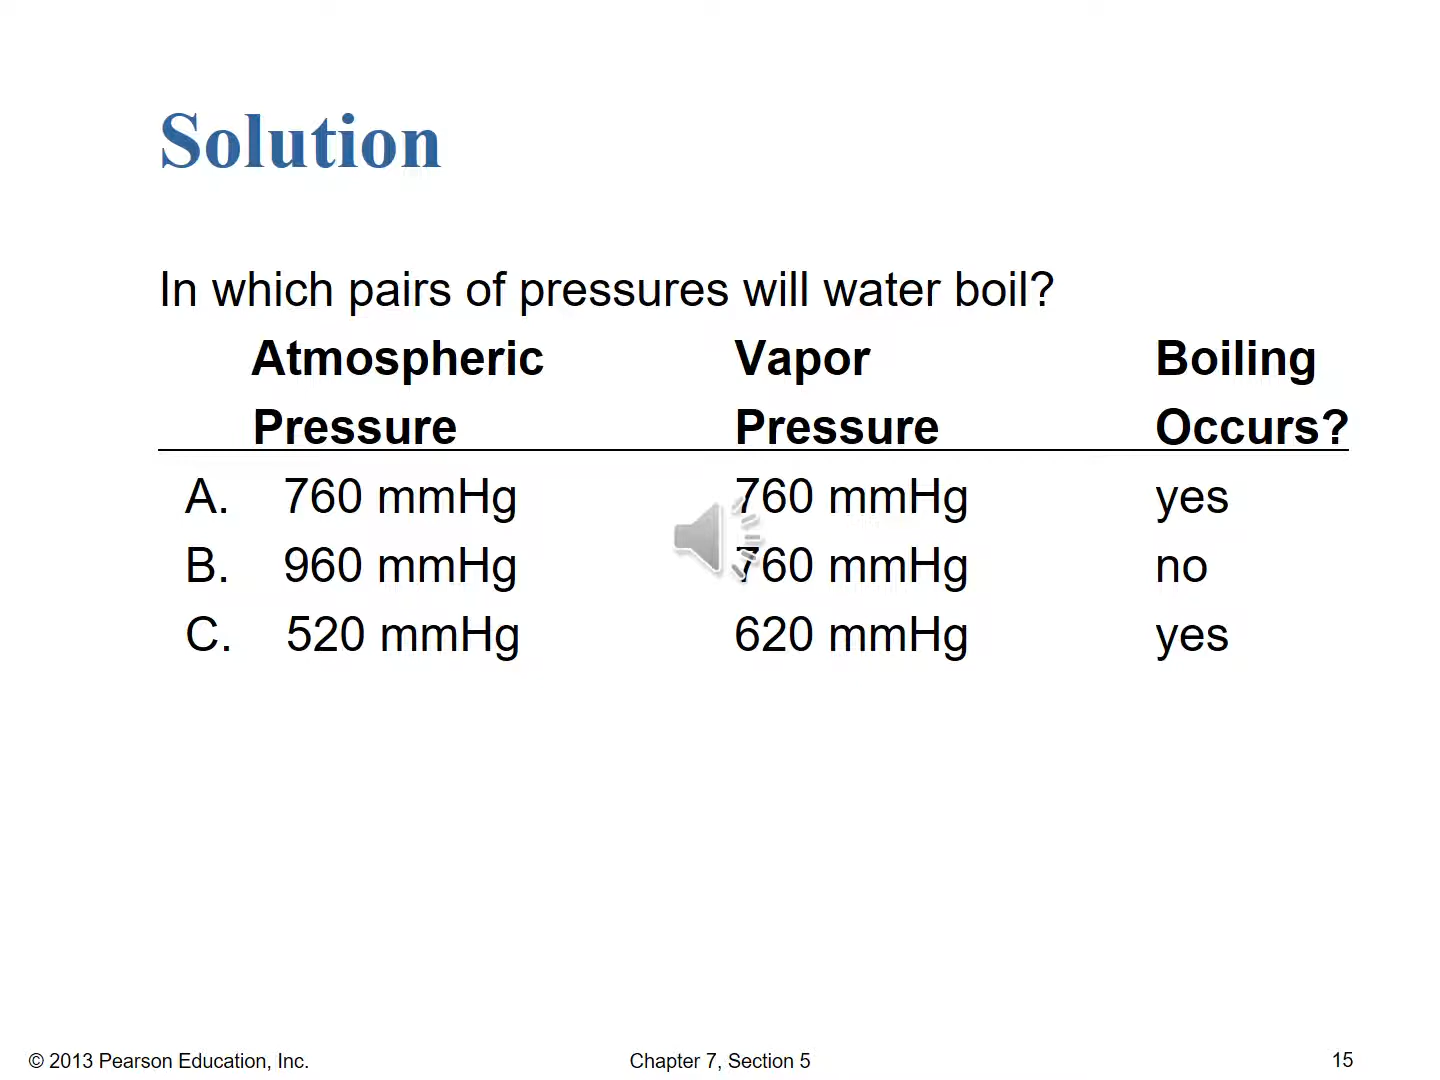 Solution
In which pairs of pressures will water boil?
Atmospheric Vapor Boiling
Pressure Pressure Occurs?
A. 760 mmHg 760 mmHg yes
B. 960 mmHg 760 mmHg no
C. 520 mmHg 620 mmHg yes
© 2013 Pearson Education, Inc. Chapter 7, Section 5 15